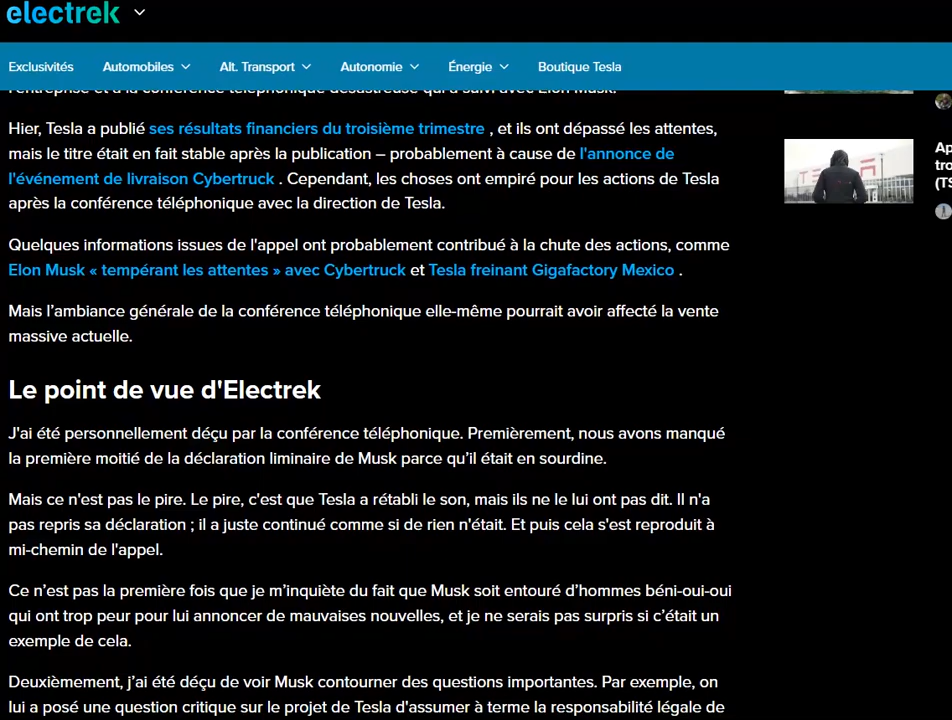 electrek
Exclusivités Automobiles Alt. Transport Autonomie Énergie Boutique Tesla
l'entreprise et à la conférence téléphonique désastreuse qui a suivi avec Elon Musk.
Hier, Tesla a publié ses résultats financiers du troisième trimestre , et ils ont dépassé les attentes,
mais le titre était en fait stable après la publication – probablement à cause de l'annonce de
l'événement de livraison Cybertruck . Cependant, les choses ont empiré pour les actions de Tesla
après la conférence téléphonique avec la direction de Tesla.
Quelques informations issues de l'appel ont probablement contribué à la chute des actions, comme
Elon Musk « tempérant les attentes » avec Cybertruck et Tesla freinant Gigafactory Mexico .
Mais l’ambiance générale de la conférence téléphonique elle-même pourrait avoir affecté la vente
massive actuelle.
Le point de vue d'Electrek
J'ai été personnellement déçu par la conférence téléphonique. Premièrement, nous avons manqué
la première moitié de la déclaration liminaire de Musk parce qu’il était en sourdine.
Mais ce n'est pas le pire. Le pire, c'est que Tesla a rétabli le son, mais ils ne le lui ont pas dit. Il n'a
pas repris sa déclaration ; il a juste continué comme si de rien n'était. Et puis cela s'est reproduit à
mi-chemin de l'appel.
Ce n’est pas la première fois que je m’inquiète du fait que Musk soit entouré d’hommes béni-oui-oui
qui ont trop peur pour lui annoncer de mauvaises nouvelles, et je ne serais pas surpris si c’était un
exemple de cela.
Deuxièmement, j’ai été déçu de voir Musk contourner des questions importantes. Par exemple, on
lui a posé une question critique sur le projet de Tesla d'assumer à terme la responsabilité légale de
Ap
tro
(TS